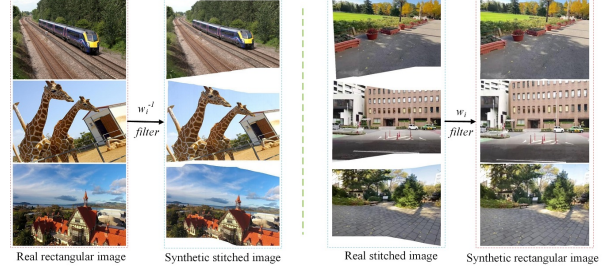 w_i^-1
filter
w_i
filter
Real rectangular image
Synthetic stitched image
Real stitched image
Synthetic rectangular image